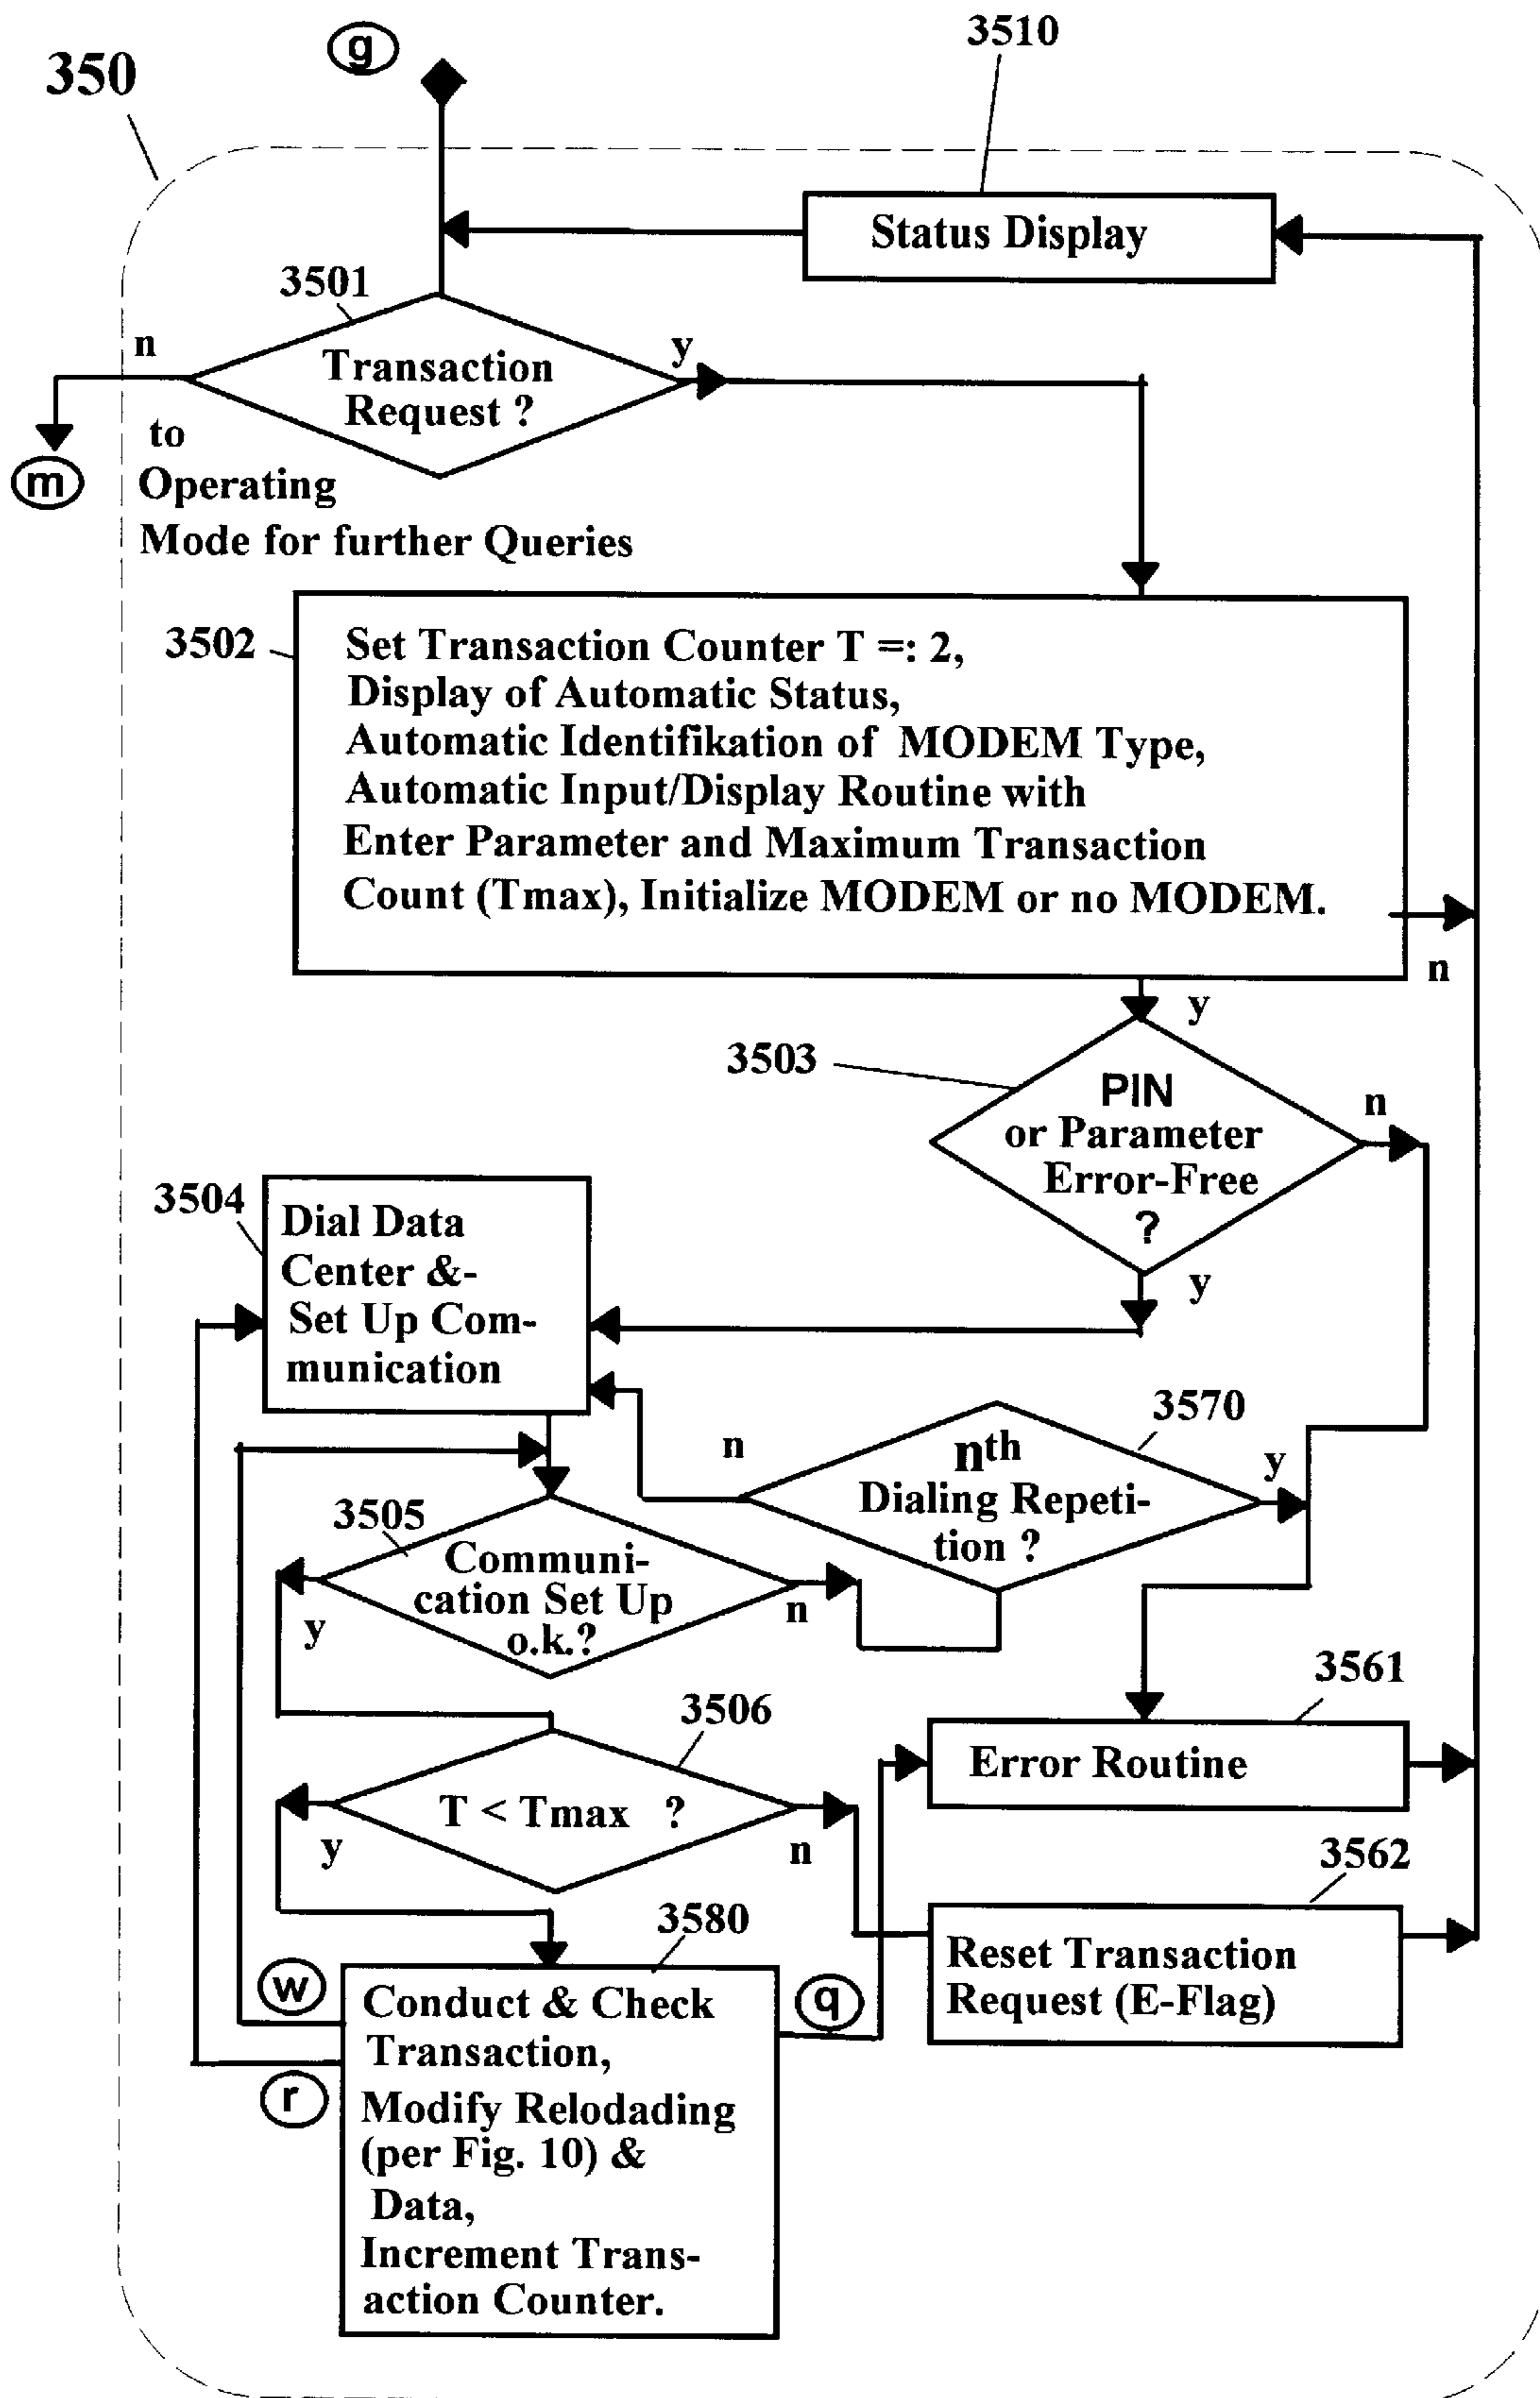 g
3510
350
Status Display
3501
n
y
Transaction
Request ?
m
to
Operating
Mode for further Queries
3502
Set Transaction Counter T =: 2,
Display of Automatic Status,
Automatic Identifikation of MODEM Type,
Automatic Input/Display Routine with
Enter Parameter and Maximum Transaction
Count (Tmax), Initialize MODEM or no MODEM.
n
y
3503
PIN
or Parameter
Error-Free
?
n
y
3504
Dial Data
Center &-
Set Up Com-
munication
3570
n
nth
Dialing Repeti-
tion ?
y
3505
Communi-
cation Set Up
o.k.?
y
n
3561
Error Routine
3506
T < Tmax ?
y
n
3562
Reset Transaction
Request (E-Flag)
3580
w
q
r
Conduct & Check
Transaction,
Modify Relodading
(per Fig. 10) &
Data,
Increment Trans-
action Counter.